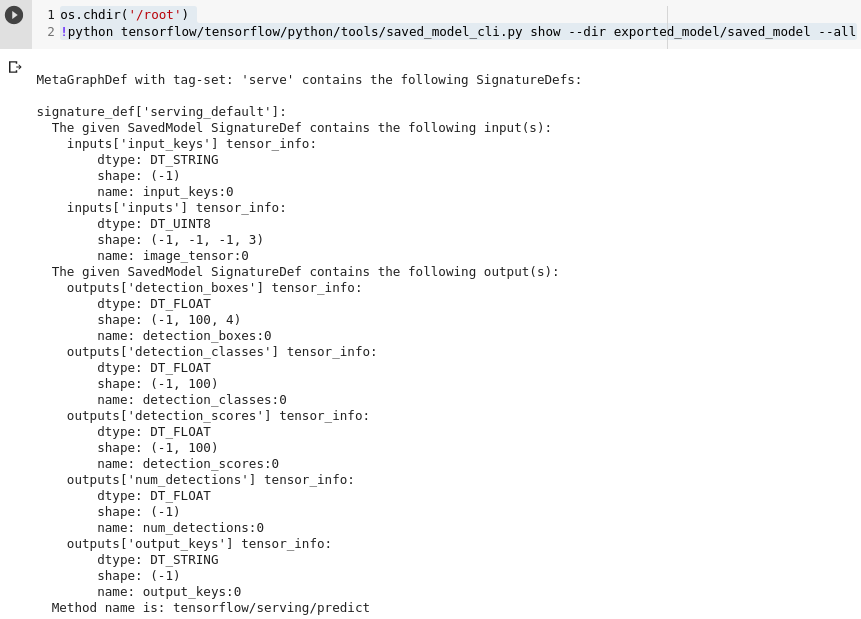 1 os.chdir('/root')
2 !python tensorflow/tensorflow/python/tools/saved_model_cli.py show --dir exported_model/saved_model --all
MetaGraphDef with tag-set: 'serve' contains the following SignatureDefs:
signature_def['serving_default']:
The given SavedModel SignatureDef contains the following input(s):
inputs['input_keys'] tensor_info:
dtype: DT_STRING
shape: (-1)
name: input_keys:0
inputs['inputs'] tensor_info:
dtype: DT_UINT8
shape: (-1, -1, -1, 3)
name: image_tensor:0
The given SavedModel SignatureDef contains the following output(s):
outputs['detection_boxes'] tensor_info:
dtype: DT_FLOAT
shape: (-1, 100, 4)
name: detection_boxes:0
outputs['detection_classes'] tensor_info:
dtype: DT_FLOAT
shape: (-1, 100)
name: detection_classes:0
outputs['detection_scores'] tensor_info:
dtype: DT_FLOAT
shape: (-1, 100)
name: detection_scores:0
outputs['num_detections'] tensor_info:
dtype: DT_FLOAT
shape: (-1)
name: num_detections:0
outputs['output_keys'] tensor_info:
dtype: DT_STRING
shape: (-1)
name: output_keys:0
Method name is: tensorflow/serving/predict